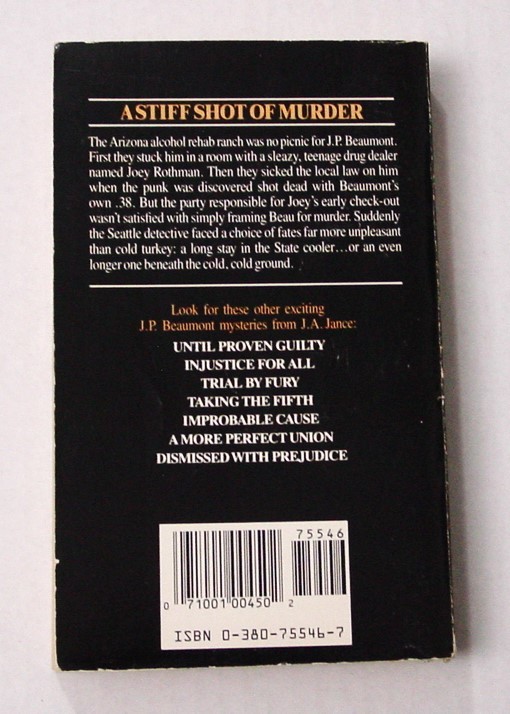 A STIFF SHOT OF MURDER
The Arizona alcohol rehab ranch was no picnic for J.P. Beaumont.
First they stuck him in a room with a sleazy, teenage drug dealer
named Joey Rothman. Then they sicked the local law on him
when the punk was discovered shot dead with Beaumont's
own .38. But the party responsible for Joey's early check-out
wasn't satisfied with simply framing Beau for murder. Suddenly
the Seattle detective faced a choice of fates far more unpleasant
than cold turkey: a long stay in the State cooler...or an even
longer one beneath the cold, cold ground.
Look for these other exciting
J.P. Beaumont mysteries from J.A. Jance:
UNTIL PROVEN GUILTY
INJUSTICE FOR ALL
TRIAL BY FURY
TAKING THE FIFTH
IMPROBABLE CAUSE
A MORE PERFECT UNION
DISMISSED WITH PREJUDICE
75546
0 71001 00450 2
ISBN 0-380-75546-7